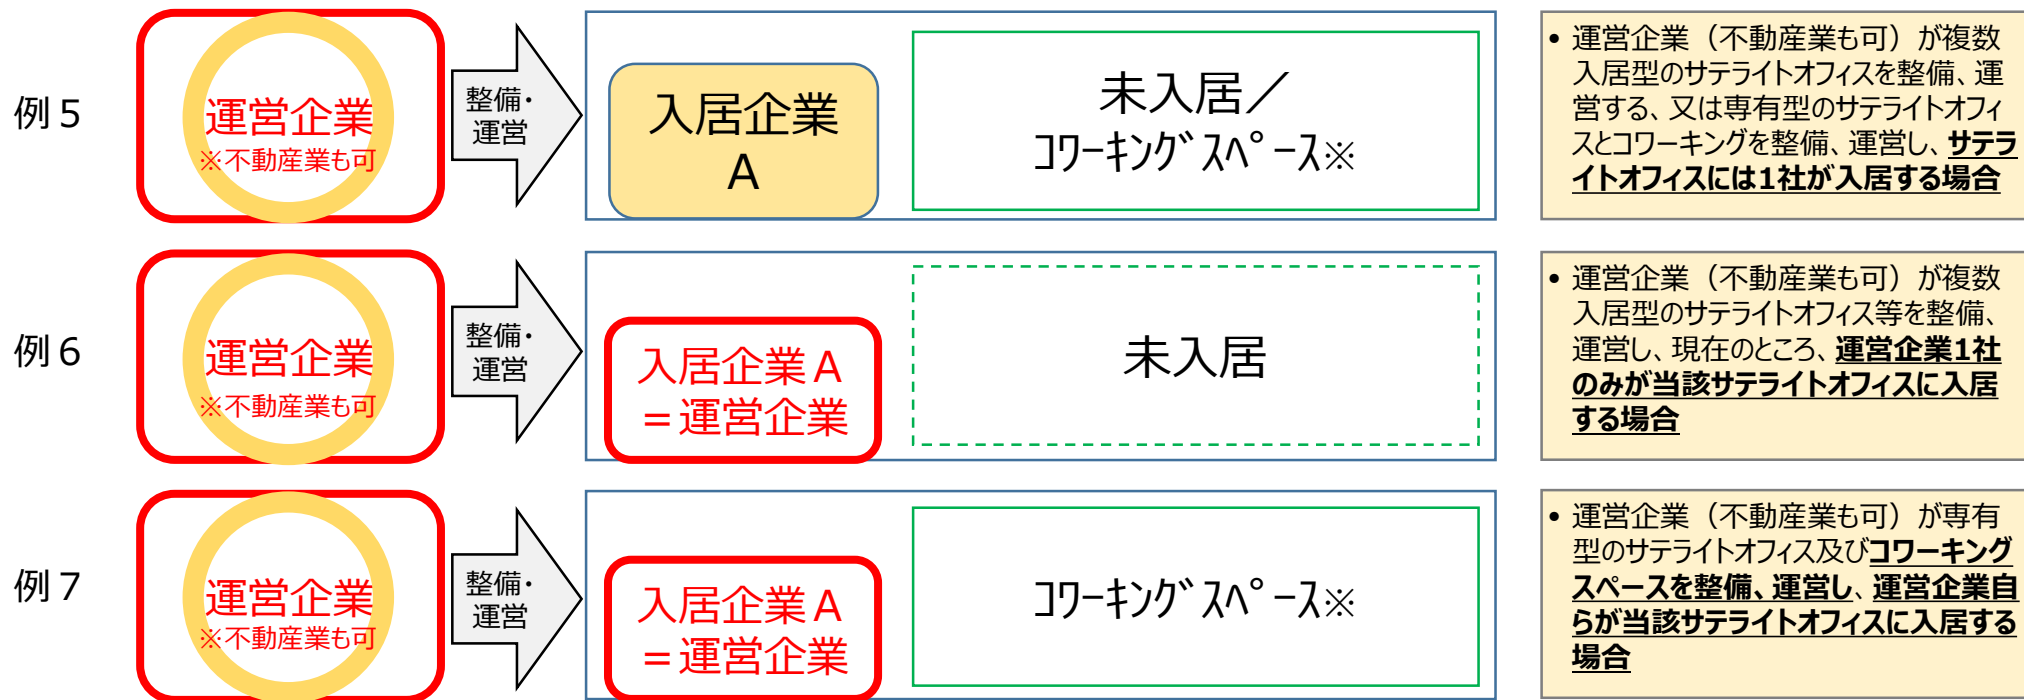 例５
運営企業
※不動産業も可
整備・
運営
入居企業
A
未入居／
ｺﾜｰｷﾝｸﾞｽﾍﾟｰｽ※
• 運営企業（不動産業も可）が複数
入居型のサテライトオフィスを整備、運
営する、又は専有型のサテライトオフィ
スとコワーキングを整備、運営し、サテラ
イトオフィスには1社が入居する場合
例６
運営企業
※不動産業も可
整備・
運営
入居企業Ａ
＝運営企業
未入居
• 運営企業（不動産業も可）が複数
入居型のサテライトオフィス等を整備、
運営し、現在のところ、運営企業1社
のみが当該サテライトオフィスに入居
する場合
例７
運営企業
※不動産業も可
整備・
運営
入居企業Ａ
＝運営企業
ｺﾜｰｷﾝｸﾞｽﾍﾟｰｽ※
• 運営企業（不動産業も可）が専有
型のサテライトオフィス及びコワーキング
スペースを整備、運営し、運営企業自
らが当該サテライトオフィスに入居する
場合